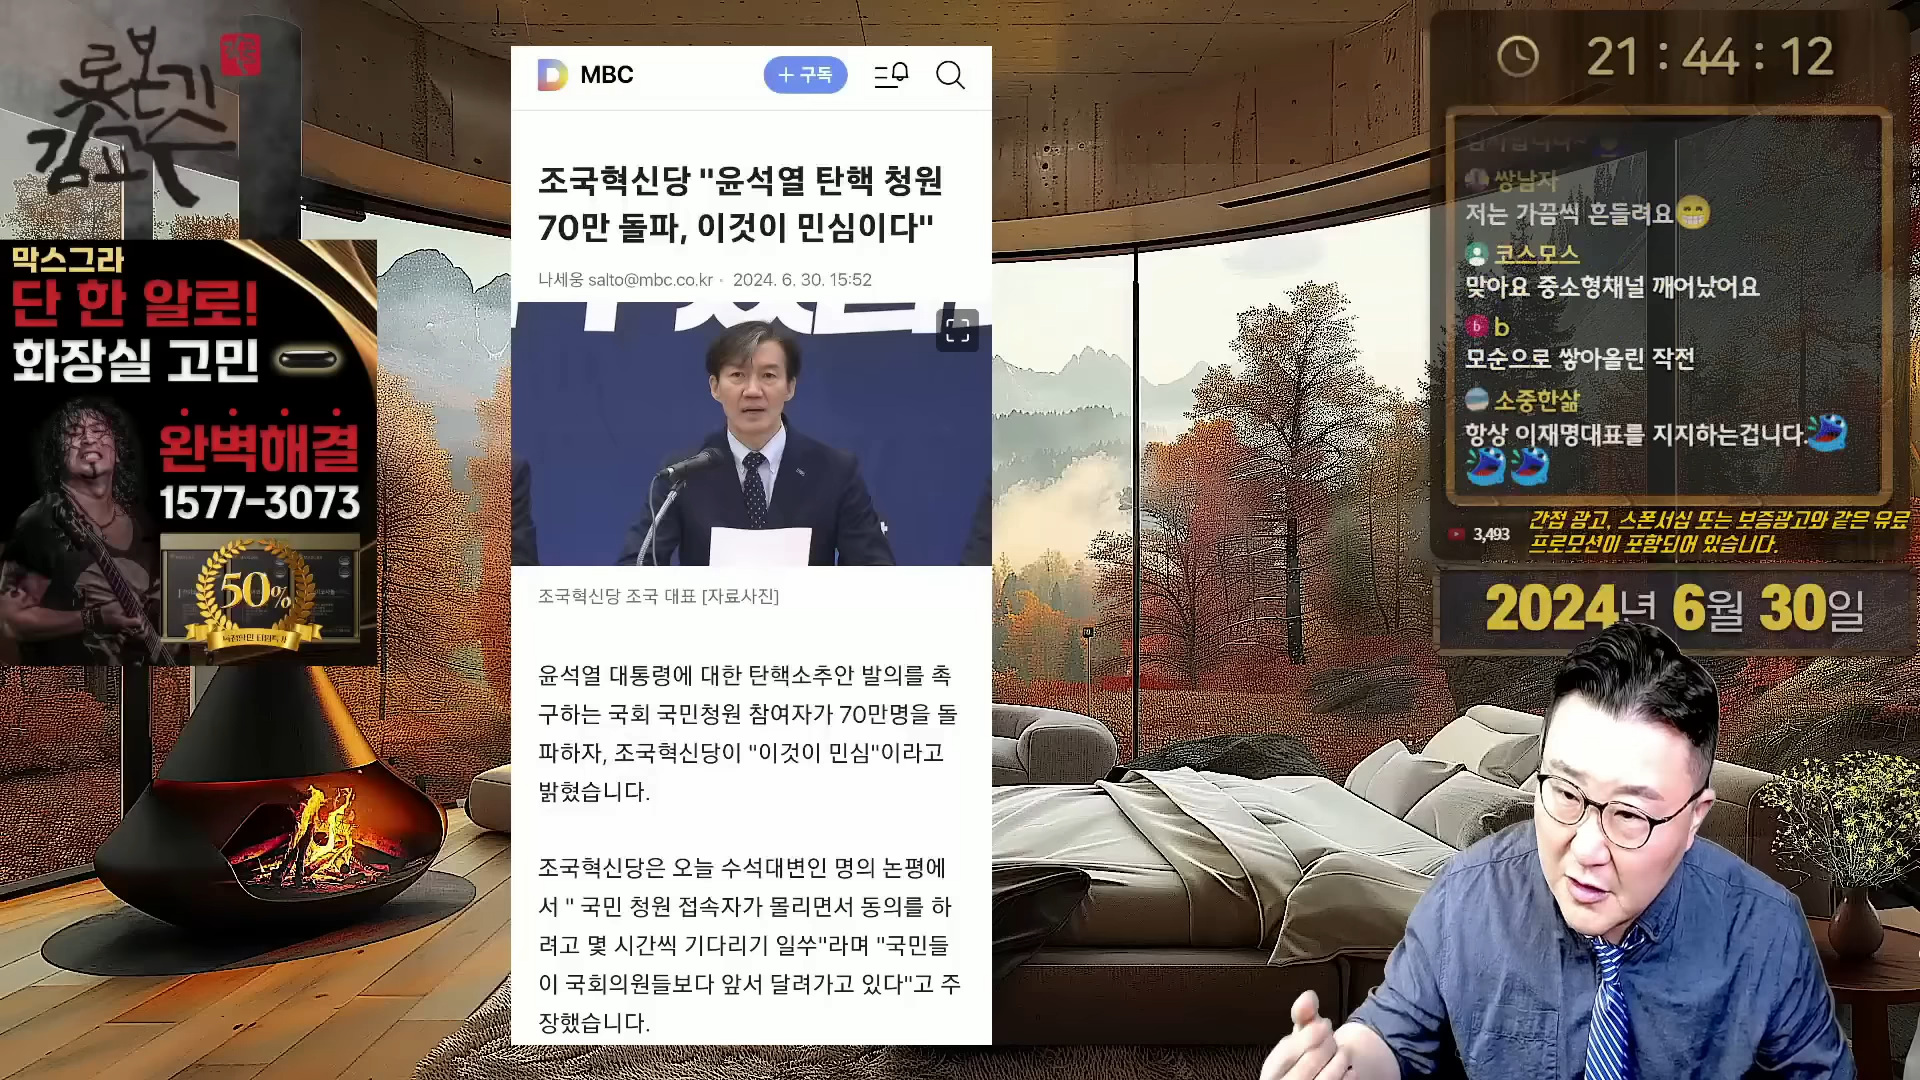 못보낀
김교수
막스그라
단 한 알로!
화장실 고민
완벽해결
1577-3073
50%
MBC
+ 구독
조국혁신당 "윤석열 탄핵 청원
70만 돌파, 이것이 민심이다"
나세웅 salto@mbc.co.kr · 2024. 6. 30. 15:52
조국혁신당 조국 대표 [자료사진]
윤석열 대통령에 대한 탄핵소추안 발의를 촉
구하는 국회 국민청원 참여자가 70만명을 돌
파하자, 조국혁신당이 "이것이 민심"이라고
밝혔습니다.
조국혁신당은 오늘 수석대변인 명의 논평에
서 " 국민 청원 접속자가 몰리면서 동의를 하
려고 몇 시간씩 기다리기 일쑤"라며 "국민들
이 국회의원들보다 앞서 달려가고 있다"고 주
장했습니다.
21 : 44 : 12
쌍남자
저는 가끔씩 흔들려요😁
코스모스
맞아요 중소형채널 깨어났어요
b b
모순으로 쌓아올린 작전
소중한삶
항상 이재명대표를 지지하는겁니다.
3,493
간접 광고, 스폰서십 또는 보증광고와 같은 유료
프로모션이 포함되어 있습니다.
2024년 6월 30일